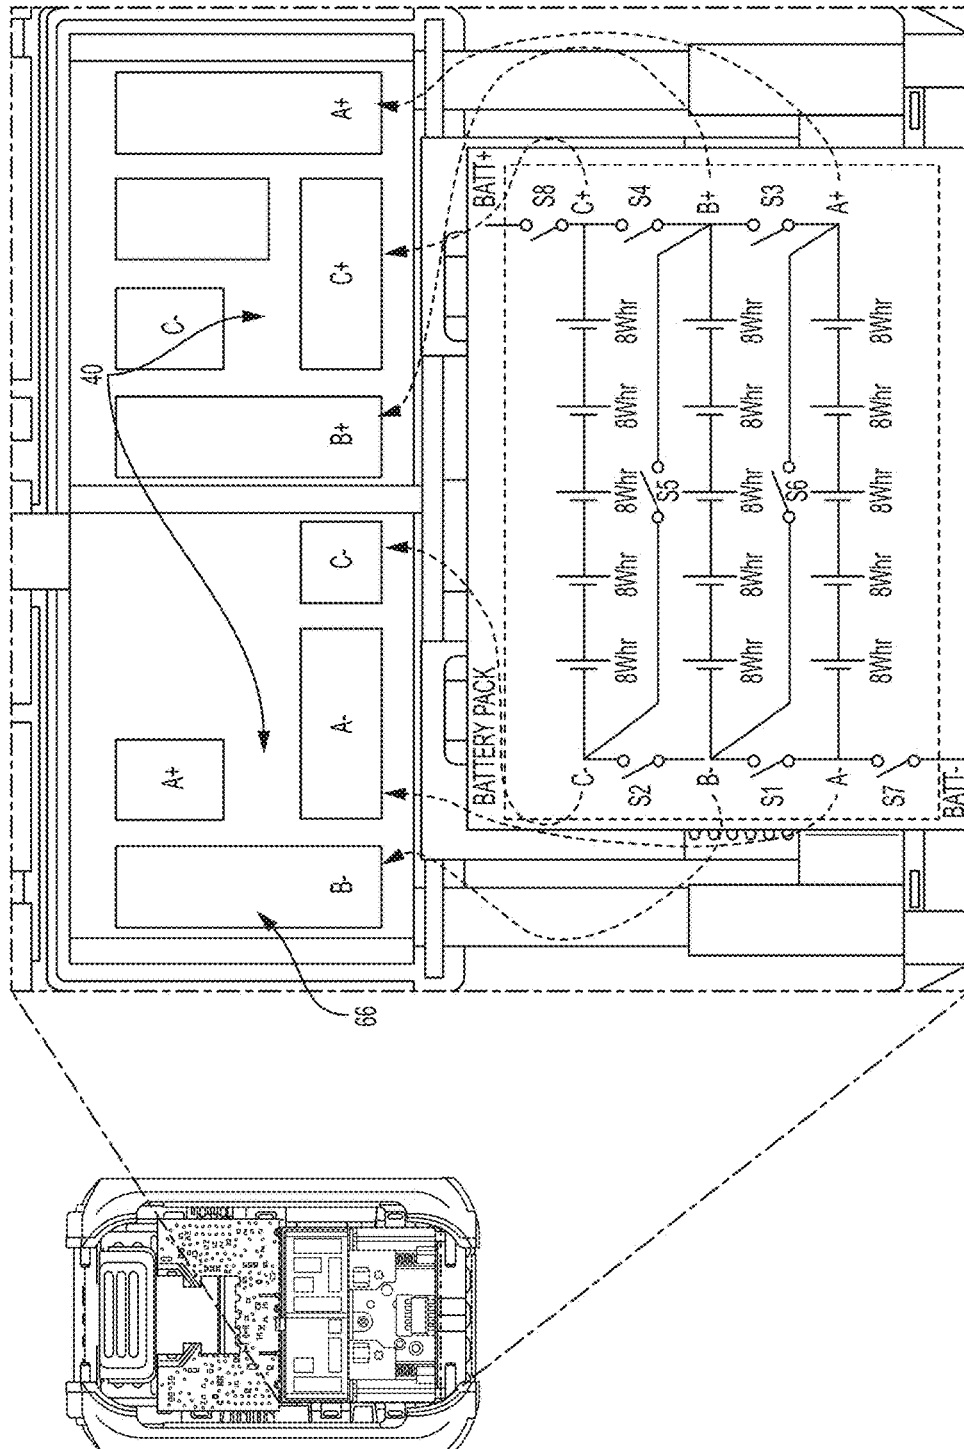 40
A+ C-
B- A- C- B+ C+ A+
66
BATTERY PACK BATT+
S8
C C+
8Whr 8Whr 8Whr 8Whr 8Whr
S2 S4
S5
B- B+
8Whr 8Whr 8Whr 8Whr 8Whr
S1 S3
S6
A- A+
8Whr 8Whr 8Whr 8Whr 8Whr
S7
BATT-